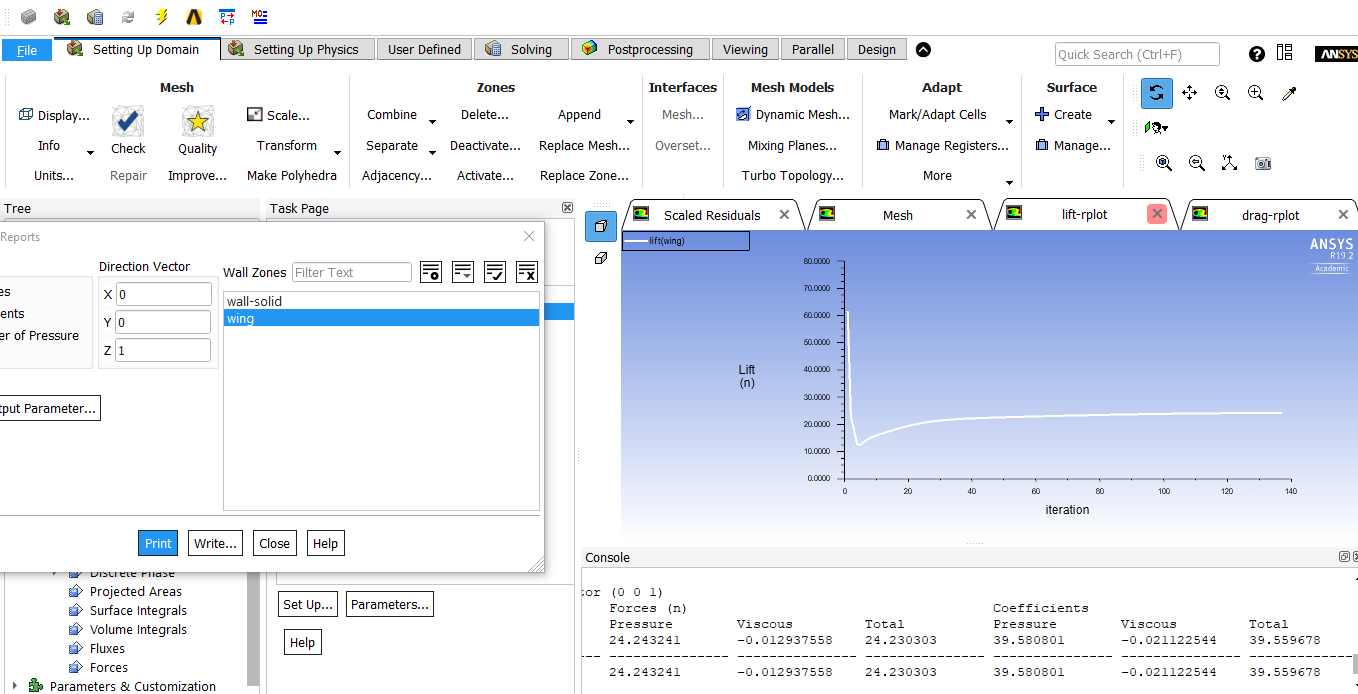 File
Setting Up Domain
Setting Up Physics
User Defined
Solving
Postprocessing
Viewing
Parallel
Design
Quick Search (Ctrl+F)
ANSYS
Mesh
Zones
Interfaces
Mesh Models
Adapt
Surface
Display...
Scale...
Combine
Delete...
Append
Mesh...
Dynamic Mesh...
Mark/Adapt Cells
Create
Info
Check
Quality
Transform
Separate
Deactivate...
Replace Mesh...
Overset...
Mixing Planes...
Manage Registers...
Manage...
Units...
Repair
Improve...
Make Polyhedra
Adjacency...
Activate...
Replace Zone...
Turbo Topology...
More
Tree
Task Page
Scaled Residuals
Mesh
lift-rplot
drag-rplot
Reports
Direction Vector
X 0
Y 0
Z 1
es
ents
er of Pressure
tput Parameter...
Wall Zones
Filter Text
wall-solid
wing
Print
Write...
Close
Help
lift(wing)
ANSYS
R19.2
Academic
80.0000
70.0000
60.0000
50.0000
40.0000
30.0000
20.0000
10.0000
0.0000
Lift
(n)
0 20 40 60 80 100 120 140
iteration
Discrete Phase
Projected Areas
Surface Integrals
Volume Integrals
Fluxes
Forces
Parameters & Customization
Set Up...
Parameters...
Help
Console
tor (0 0 1)
Forces (n) Coefficients
Pressure Viscous Total Pressure Viscous Total
24.243241 -0.012937558 24.230303 39.580801 -0.021122544 39.559678
---- --------------- --------------- --------------- --------------- --------------- ---------------
24.243241 -0.012937558 24.230303 39.580801 -0.021122544 39.559678